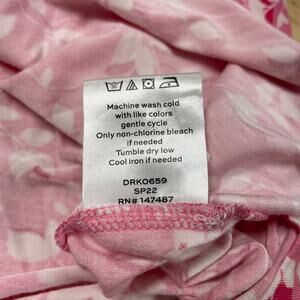 Machine wash cold
with like colors
gentle cycle
Only non-chlorine bleach
if needed
Tumble dry low
Cool iron if needed
DRK0659
SP22
RN# 147487